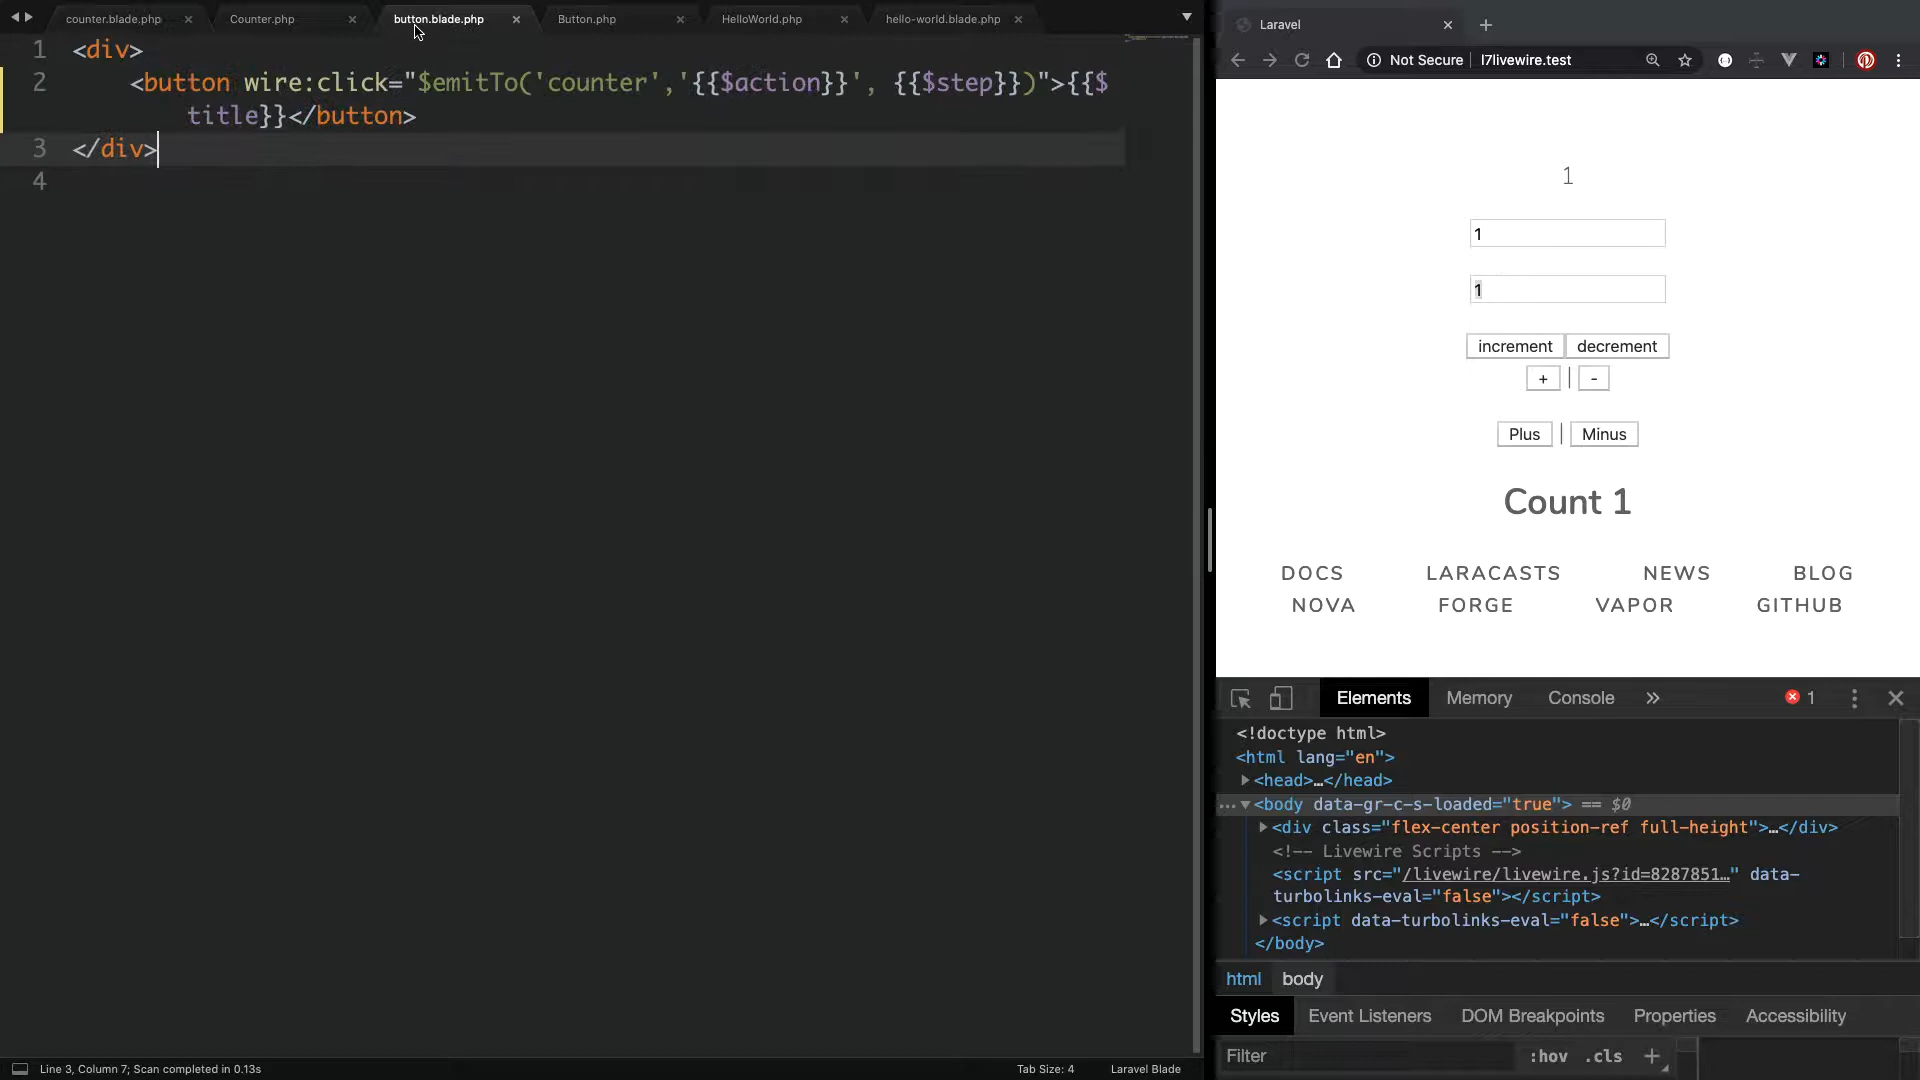 counter.blade.php
Counter.php
button.blade.php
Button.php
HelloWorld.php
hello-world.blade.php
1 <div>
2 <button wire:click="$emitTo('counter','{{$action}}', {{$step}})">{{$
title}}</button>
3 </div>
4
Line 3, Column 7; Scan completed in 0.13s
Tab Size: 4
Laravel Blade
Laravel
Not Secure
l7livewire.test
1
1
1
increment decrement
+ | -
Plus | Minus
Count 1
DOCS LARACASTS NEWS BLOG
NOVA FORGE VAPOR GITHUB
Elements Memory Console » 1
<!doctype html>
<html lang="en">
<head>…</head>
…<body data-gr-c-s-loaded="true"> == $0
<div class="flex-center position-ref full-height">…</div>
<!-- Livewire Scripts -->
<script src="/livewire/livewire.js?id=8287851…" data-
turbolinks-eval="false"></script>
<script data-turbolinks-eval="false">…</script>
</body>
html body
Styles Event Listeners DOM Breakpoints Properties Accessibility
Filter :hov .cls +